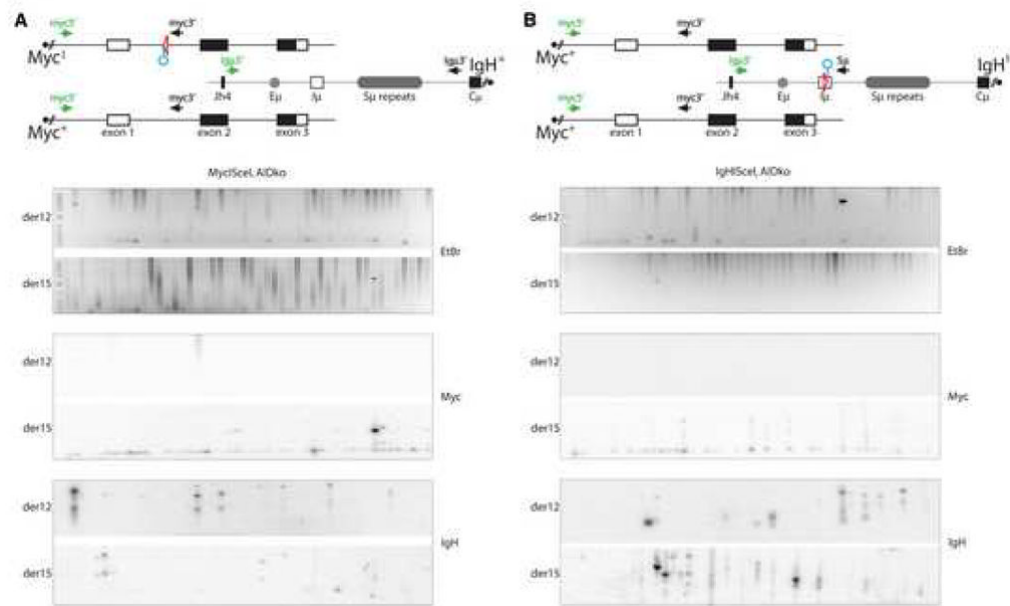 A
myc5'
myc3'
Myc
Igμ5'
Igμ3'
IgH
Jh4
Eμ
Iμ
Sμ repeats
Cμ
myc5'
myc3'
Myc⁺
exon 1
exon 2
exon 3
MycISceI, AIDko
der12
EtBr
der15
der12
Myc
der15
der12
IgH
der15
B
myc5'
myc3'
Myc⁺
Igμ5'
Sμ
IgH
Jh4
Eμ
Iμ
Sμ repeats
Cμ
myc5'
myc3'
Myc⁺
exon 1
exon 2
exon 3
IgHISceI, AIDko
der12
EtBr
der15
der12
Myc
der15
der12
IgH
der15